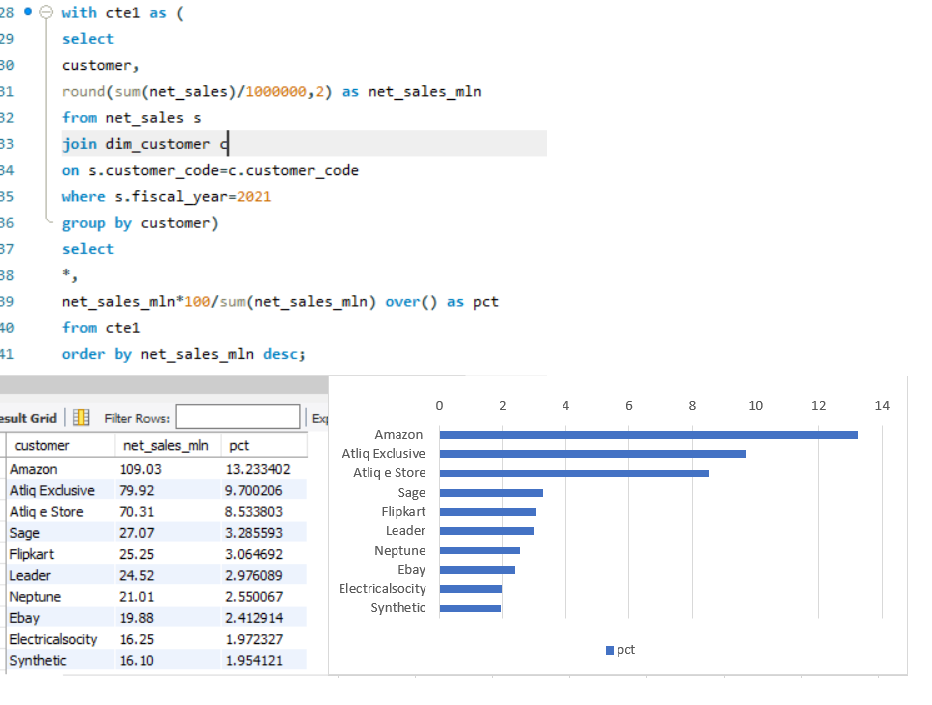 28 with cte1 as (
29 select
30 customer,
31 round(sum(net_sales)/1000000,2) as net_sales_mln
32 from net_sales s
33 join dim_customer c
34 on s.customer_code=c.customer_code
35 where s.fiscal_year=2021
36 group by customer)
37 select
38 *,
39 net_sales_mln*100/sum(net_sales_mln) over() as pct
40 from cte1
41 order by net_sales_mln desc;
esult Grid Filter Rows: Exp
customer net_sales_mln pct
Amazon 109.03 13.233402
Atliq Exclusive 79.92 9.700206
Atliq e Store 70.31 8.533803
Sage 27.07 3.285593
Flipkart 25.25 3.064692
Leader 24.52 2.976089
Neptune 21.01 2.550067
Ebay 19.88 2.412914
Electricalsocity 16.25 1.972327
Synthetic 16.10 1.954121
0 2 4 6 8 10 12 14
Amazon
Atliq Exclusive
Atliq e Store
Sage
Flipkart
Leader
Neptune
Ebay
Electricalsocity
Synthetic
pct